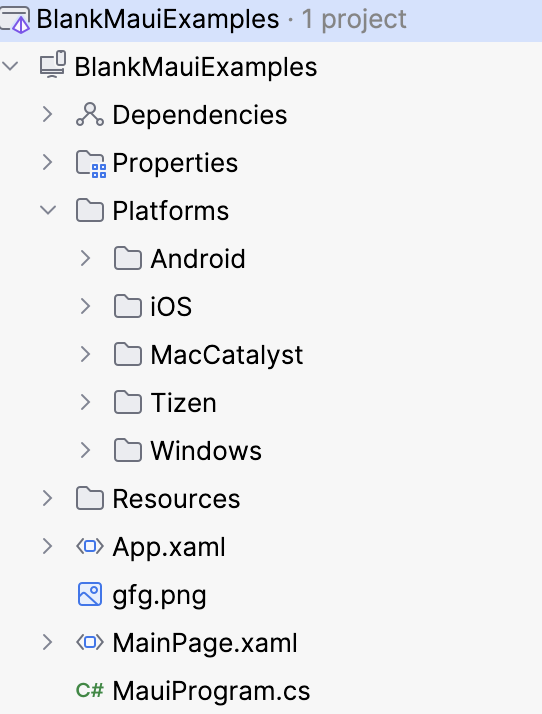 BlankMauiExamples · 1 project
BlankMauiExamples
Dependencies
Properties
Platforms
Android
iOS
MacCatalyst
Tizen
Windows
Resources
App.xaml
gfg.png
MainPage.xaml
C# MauiProgram.cs